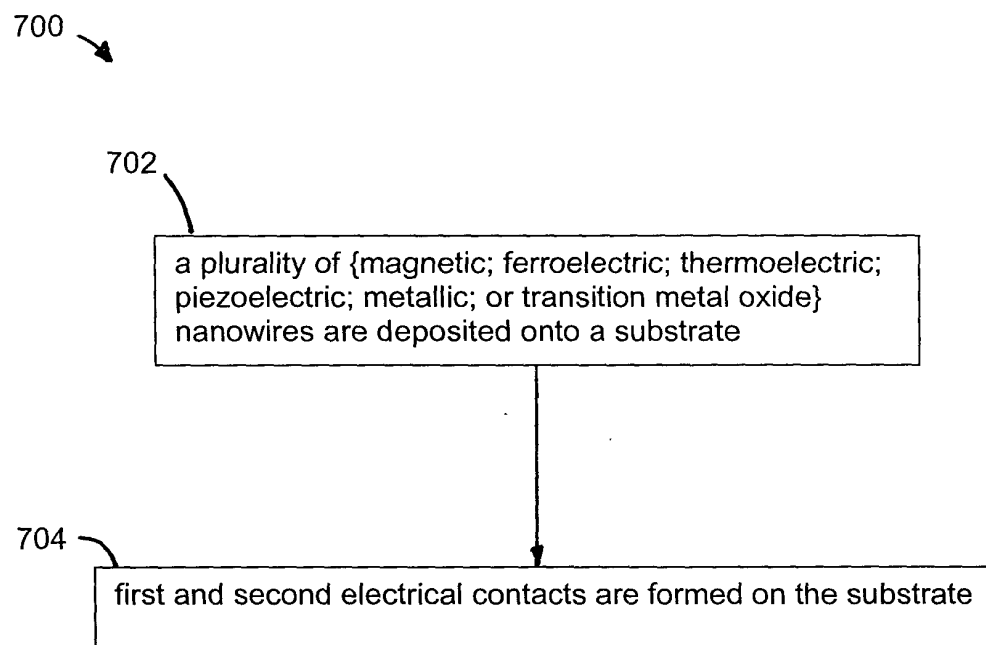 700
702
a plurality of {magnetic; ferroelectric; thermoelectric;
piezoelectric; metallic; or transition metal oxide}
nanowires are deposited onto a substrate
704
first and second electrical contacts are formed on the substrate